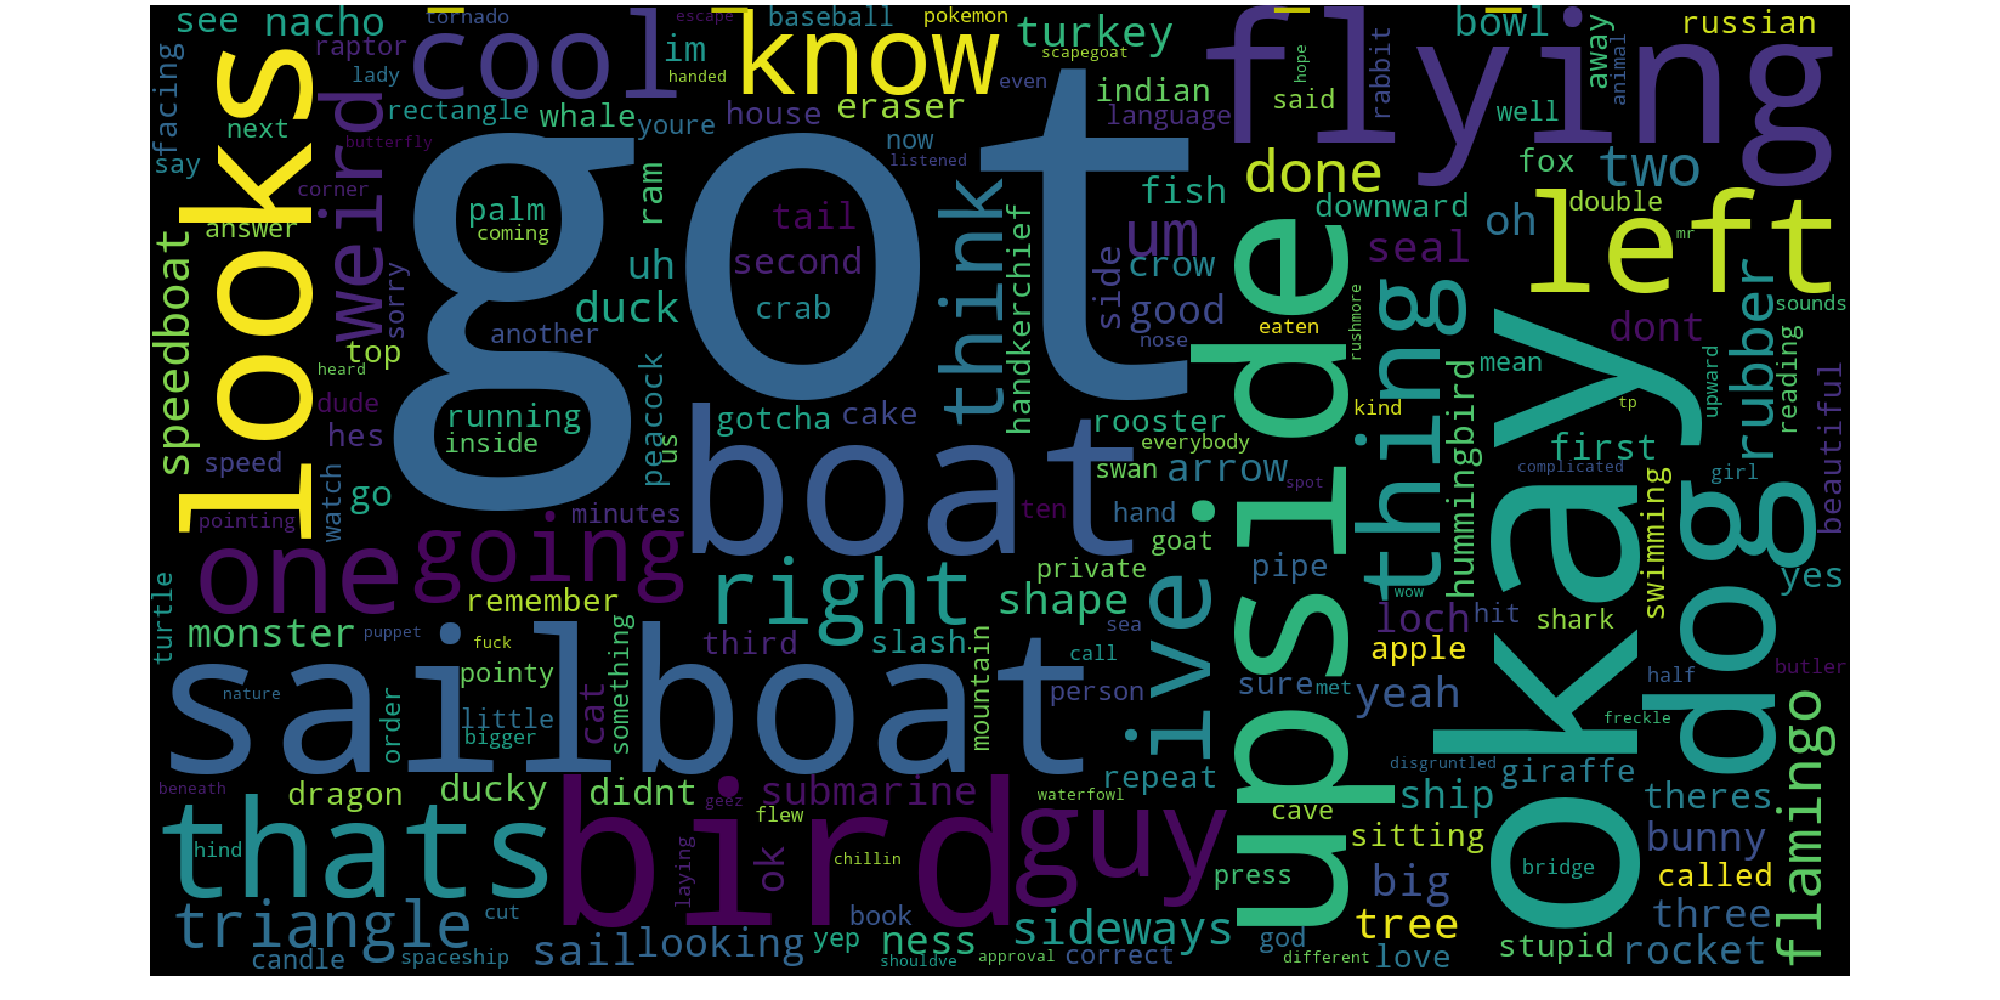 see
nacho
tornado
escape
baseball
pokemon
turkey
bowl
russian
facing
raptor
cool
im
know
scapegoat
flying
hope
rabbit
away
animal
lady
looks
weird
handed
even
indian
said
well
rectangle
whale
youre
house
eraser
language
next
butterfly
now
listened
done
fox
two
say
corner
got
ram
think
fish
downward
double
left
answer
palm
coming
tail
um
oh
mr
speedboat
sorry
uh
second
handkerchief
side
crow
seal
upside
thing
rubber
sounds
duck
crab
good
eaten
rushmore
dont
top
another
nose
hummingbird
mean
upward
reading
beautiful
heard
dude
peacock
okay
running
gotcha
cake
rooster
kind
tp
hes
inside
us
boat
everybody
first
speed
watch
swan
arrow
spot
complicated
girl
dog
go
pointing
minutes
ten
hand
swimming
one
going
goat
private
pipe
yes
turtle
remember
right
shape
ive
wow
monster
puppet
fuck
third
slash
sea
loch
hit
shark
sailboat
pointy
something
cat
mountain
call
apple
nature
order
little
bigger
person
sure
met
yeah
half
butler
freckle
flamingo
beneath
dragon
ducky
didnt
geez
submarine
repeat
disgruntled
giraffe
waterfowl
ship
theres
thats
bird
flew
guy
cave
hind
laying
ok
chillin
sitting
bunny
press
big
bridge
called
triangle
cut
book
sideways
tree
three
candle
spaceship
sail
looking
yep
ness
shouldve
approval
correct
god
different
love
stupid
rocket